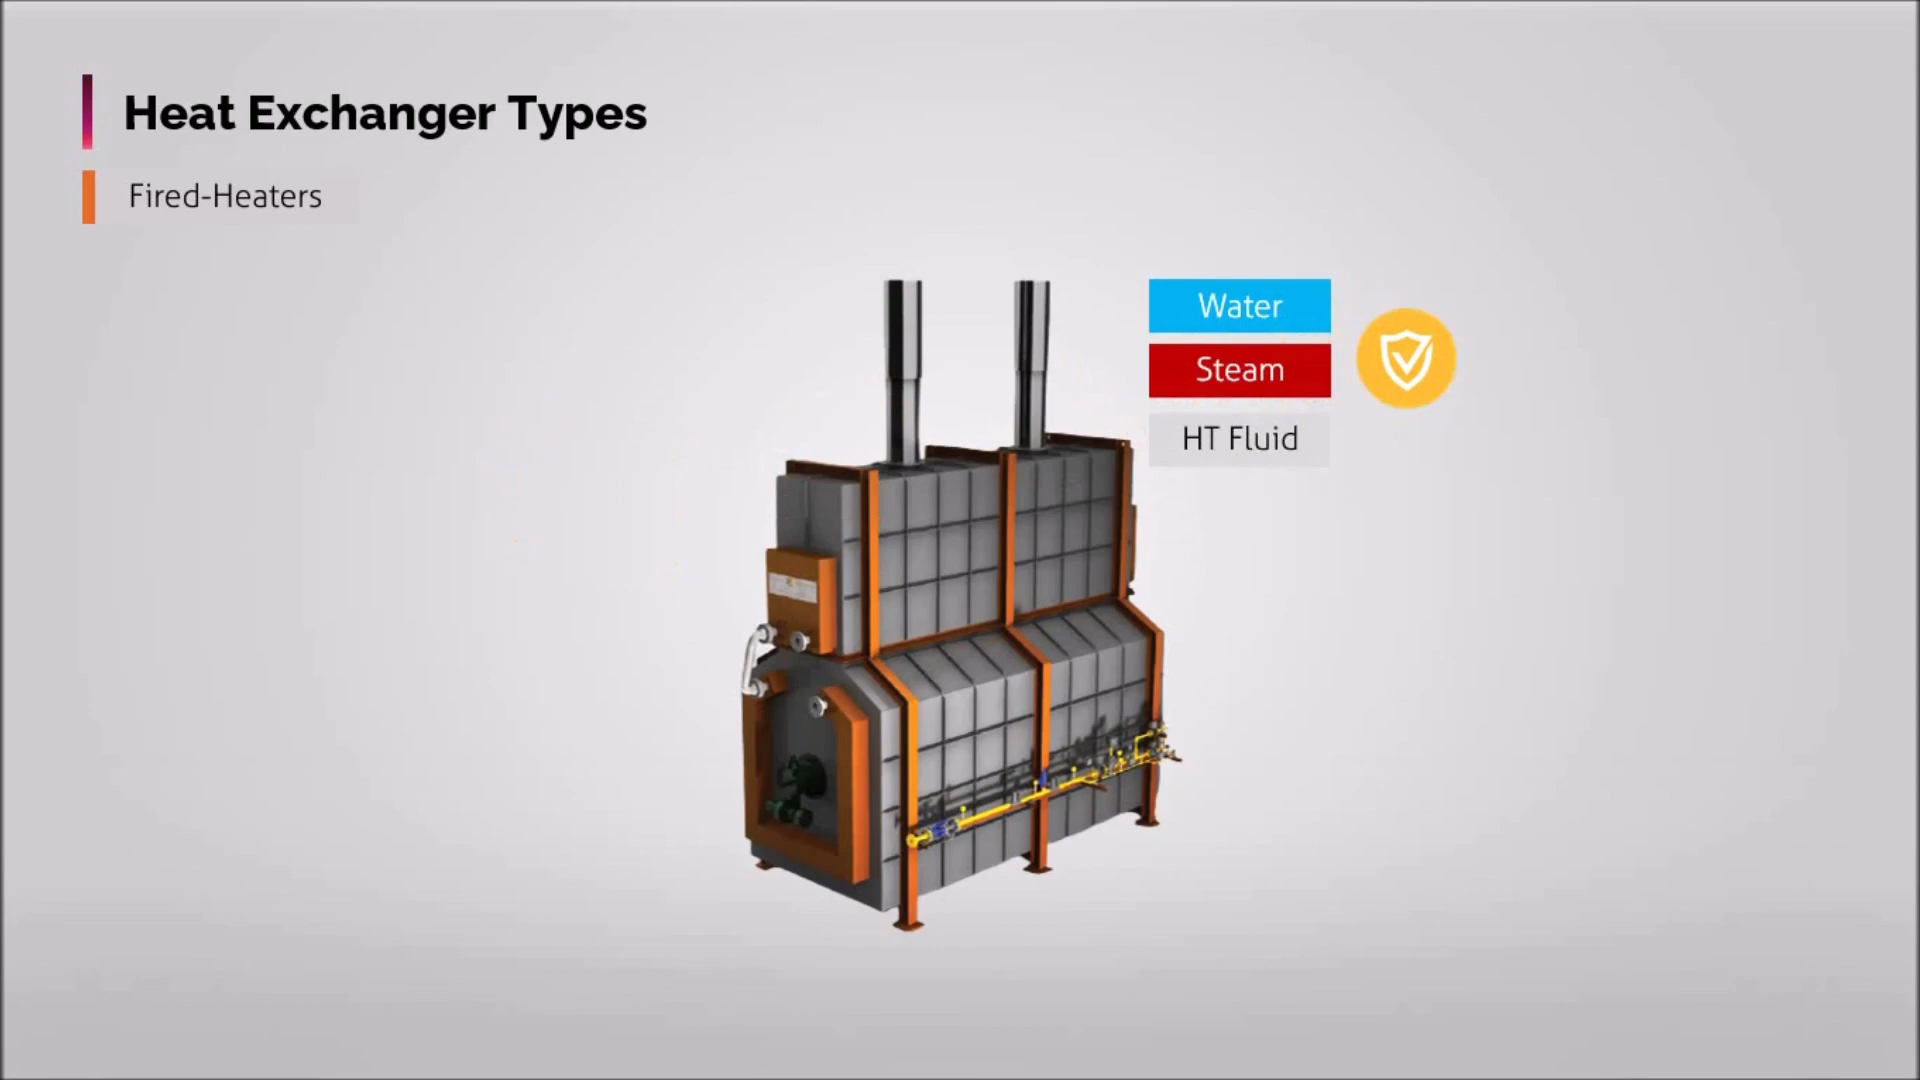 Heat Exchanger Types
Fired-Heaters
Water
Steam
HT Fluid